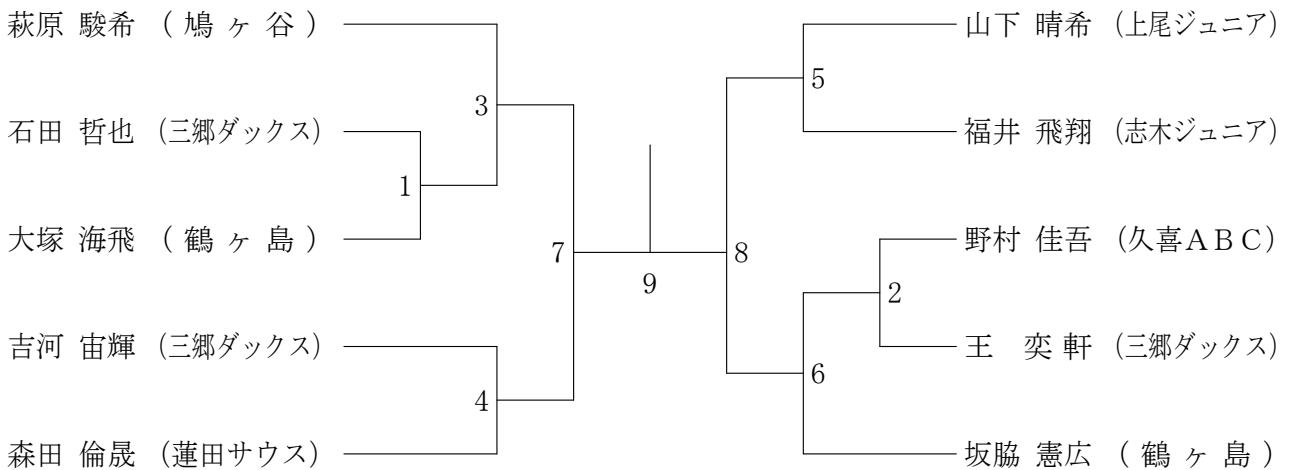 萩原 駿希 （ 鳩 ヶ 谷 ）
石田 哲也 （三郷ダックス）
大塚 海飛 （ 鶴 ヶ 島 ）
吉河 宙輝 （三郷ダックス）
森田 倫晟 （蓮田サウス）
3
1
7
4
9
8
5
2
6
山下 晴希 （上尾ジュニア）
福井 飛翔 （志木ジュニア）
野村 佳吾 （久喜ＡＢＣ）
王 奕軒 （三郷ダックス）
坂脇 憲広 （ 鶴 ヶ 島 ）